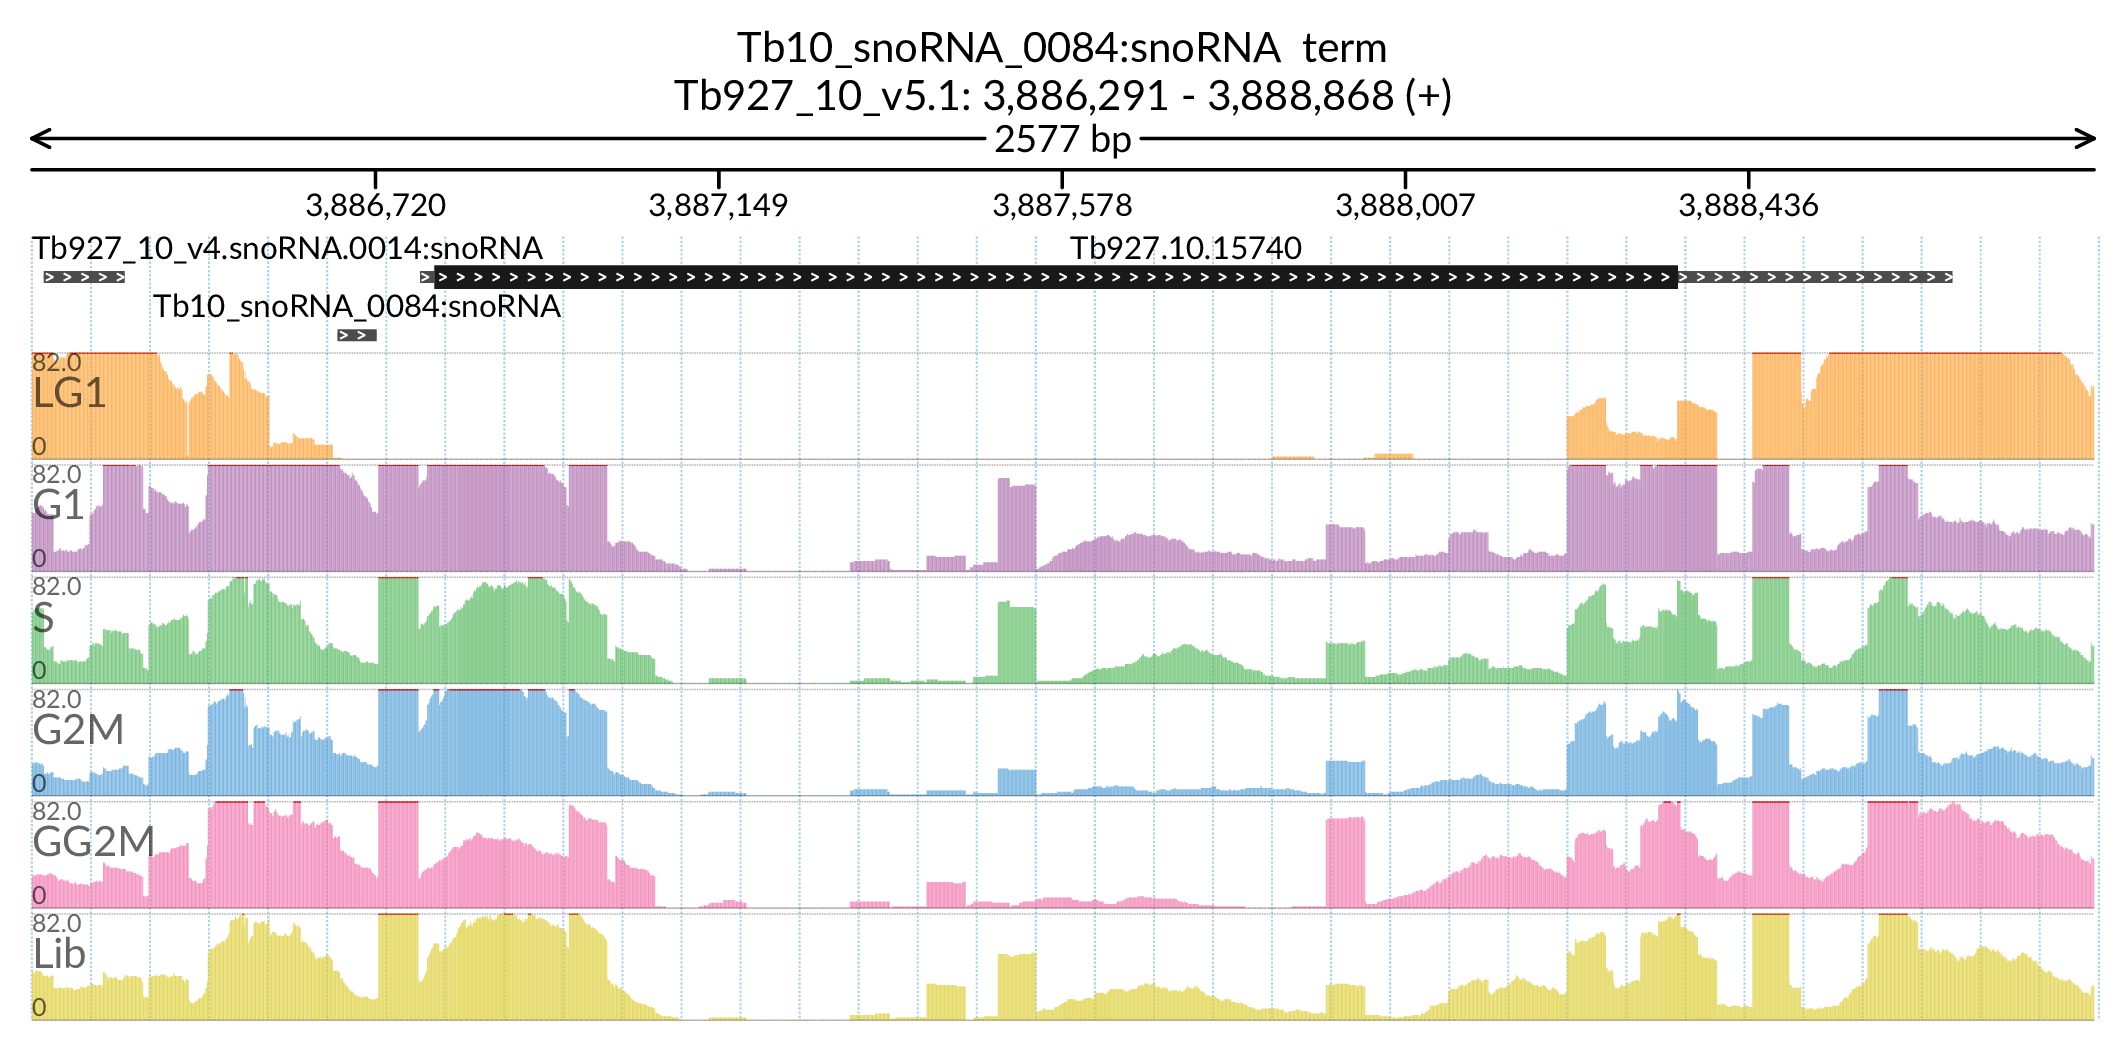 Tb10_snoRNA_0084:snoRNA term
Tb927_10_v5.1: 3,886,291 - 3,888,868 (+)
2577 bp
3,886,720 3,887,149 3,887,578 3,888,007 3,888,436
Tb927_10_v4.snoRNA.0014:snoRNA Tb927.10.15740
Tb10_snoRNA_0084:snoRNA
82.0
LG1
0
82.0
G1
0
82.0
S
0
82.0
G2M
0
82.0
GG2M
0
82.0
Lib
0